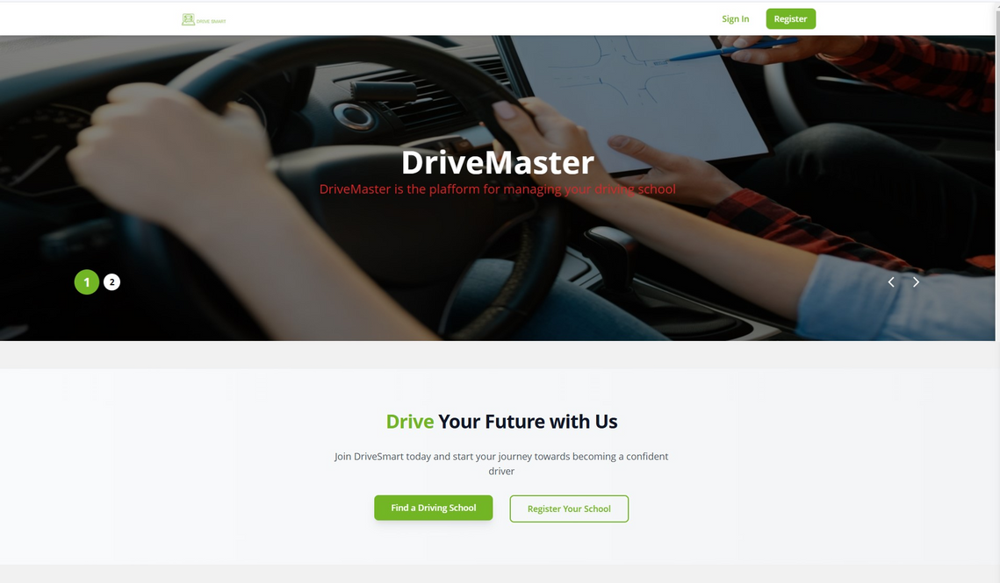 DRIVE SMART
Sign In
Register
DriveMaster
DriveMaster is the plafform for managing your driving school
1
2
Drive Your Future with Us
Join DriveSmart today and start your journey towards becoming a confident
driver
Find a Driving School
Register Your School